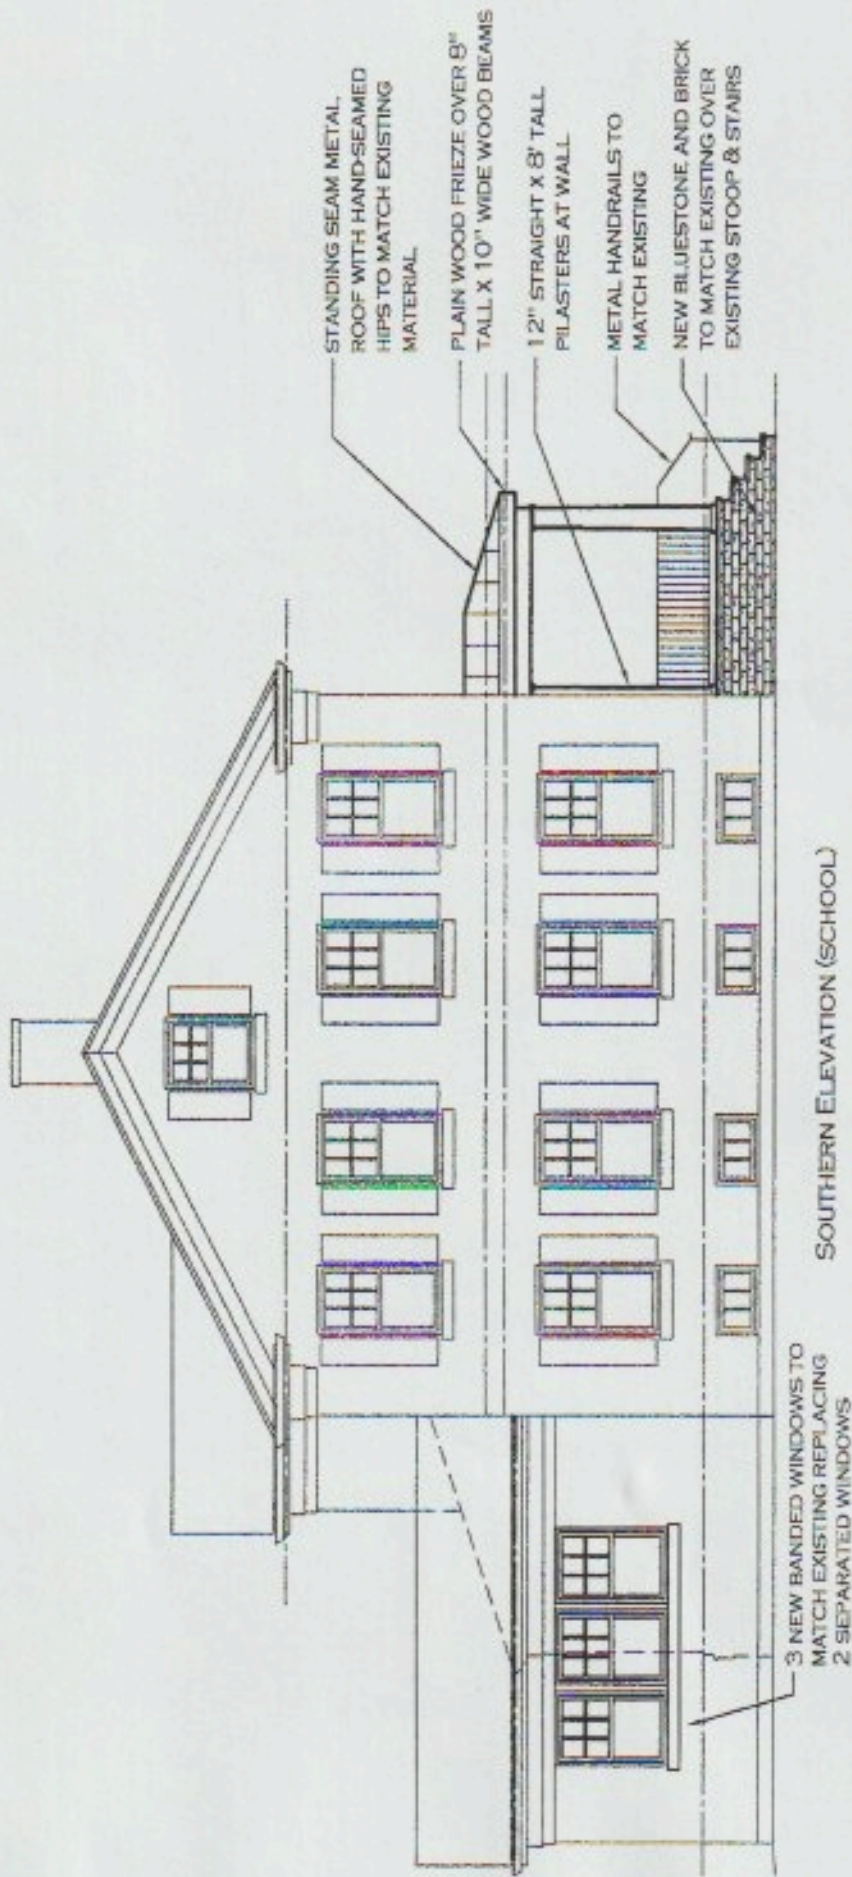 STANDING SEAM METAL
ROOF WITH HAND-SEAMED
HIPS TO MATCH EXISTING
MATERIAL
PLAIN WOOD FRIEZE OVER 8"
TALL X 10" WIDE WOOD BEAMS
12" STRAIGHT X 8' TALL
PILASTERS AT WALL
METAL HANDRAILS TO
MATCH EXISTING
NEW BLUESTONE AND BRICK
TO MATCH EXISTING OVER
EXISTING STOOP & STAIRS
3 NEW BANDED WINDOWS TO
MATCH EXISTING REPLACING
2 SEPARATED WINDOWS
SOUTHERN ELEVATION (SCHOOL)